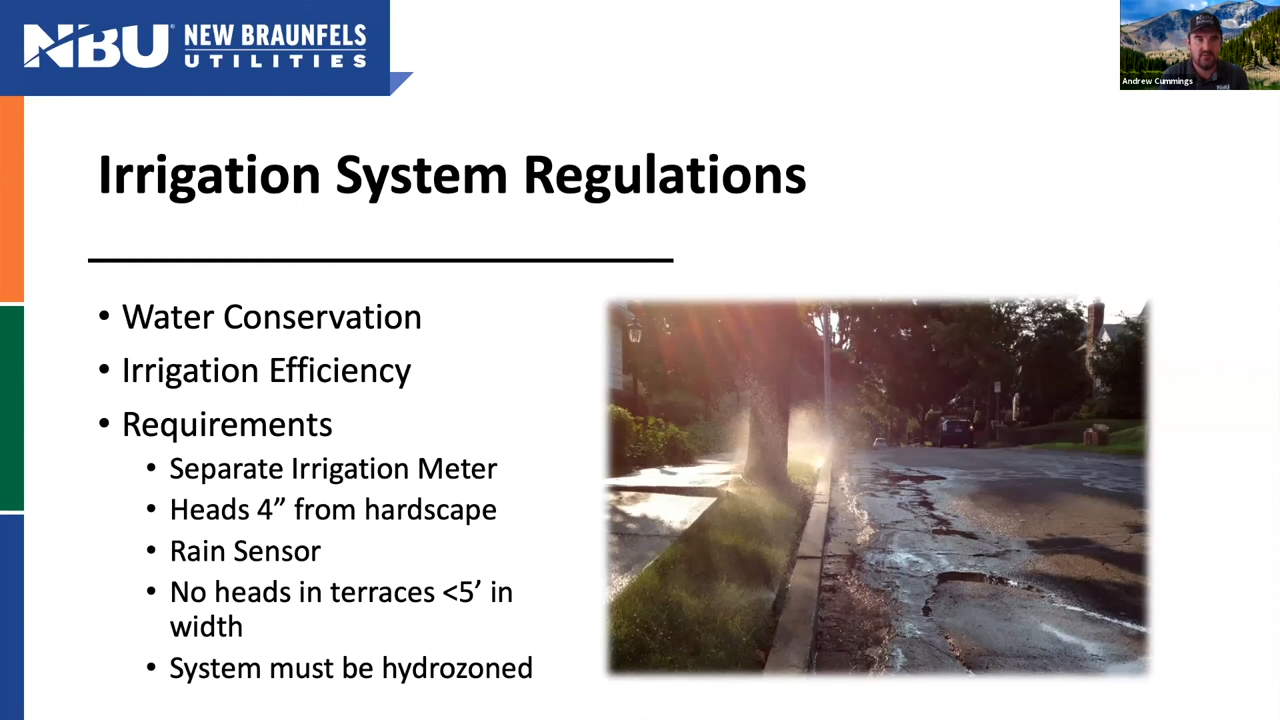 NBU® NEW BRAUNFELS
UTILITIES
Andrew Cummings
Irrigation System Regulations
• Water Conservation
• Irrigation Efficiency
• Requirements
• Separate Irrigation Meter
• Heads 4” from hardscape
• Rain Sensor
• No heads in terraces <5’ in
width
• System must be hydrozoned